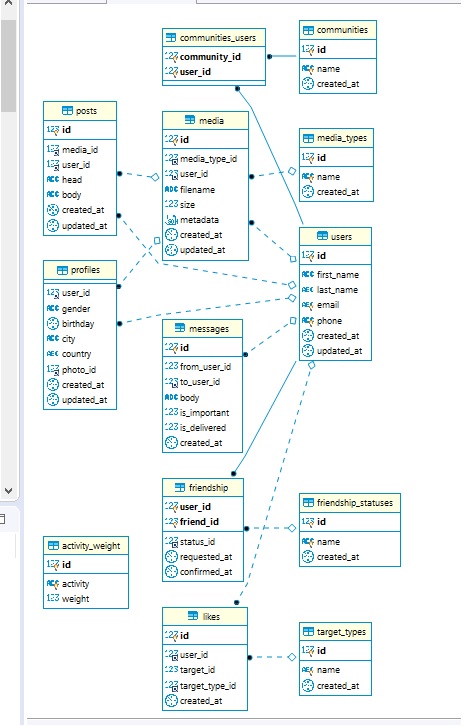 communities_users
community_id
user_id
communities
id
name
created_at
posts
id
media_id
user_id
head
body
created_at
updated_at
media
id
media_type_id
user_id
filename
size
metadata
created_at
updated_at
media_types
id
name
created_at
users
id
first_name
last_name
email
phone
created_at
updated_at
profiles
user_id
gender
birthday
city
country
photo_id
created_at
updated_at
messages
id
from_user_id
to_user_id
body
is_important
is_delivered
created_at
friendship
user_id
friend_id
status_id
requested_at
confirmed_at
friendship_statuses
id
name
created_at
activity_weight
id
activity
weight
likes
id
user_id
target_id
target_type_id
created_at
target_types
id
name
created_at